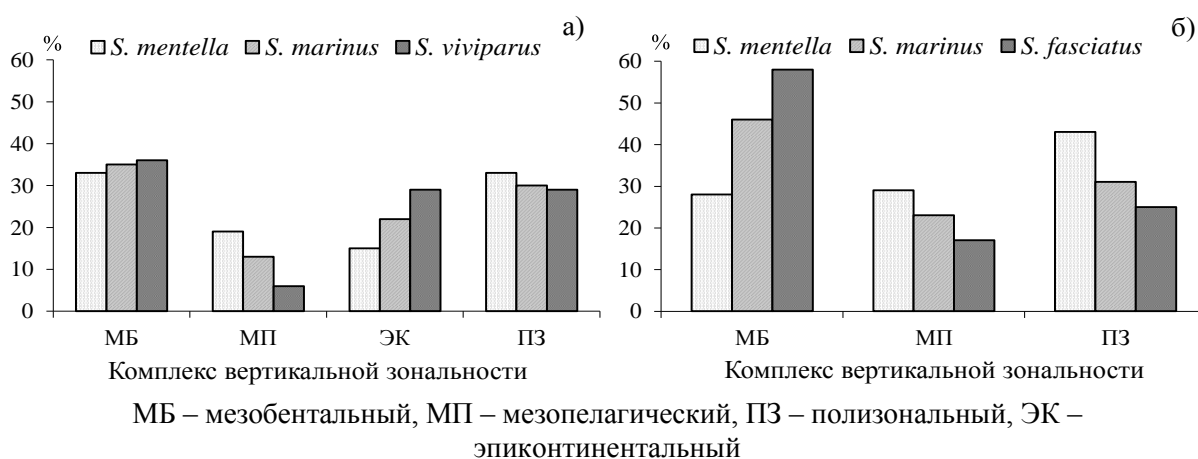 а)
% S. mentella S. marinus S. viviparus
60
50
40
30
20
10
0
МБ МП ЭК ПЗ
Комплекс вертикальной зональности
б)
% S. mentella S. marinus S. fasciatus
60
50
40
30
20
10
0
МБ МП ПЗ
Комплекс вертикальной зональности
МБ – мезобентальный, МП – мезопелагический, ПЗ – полизональный, ЭК –
эпиконтинентальный